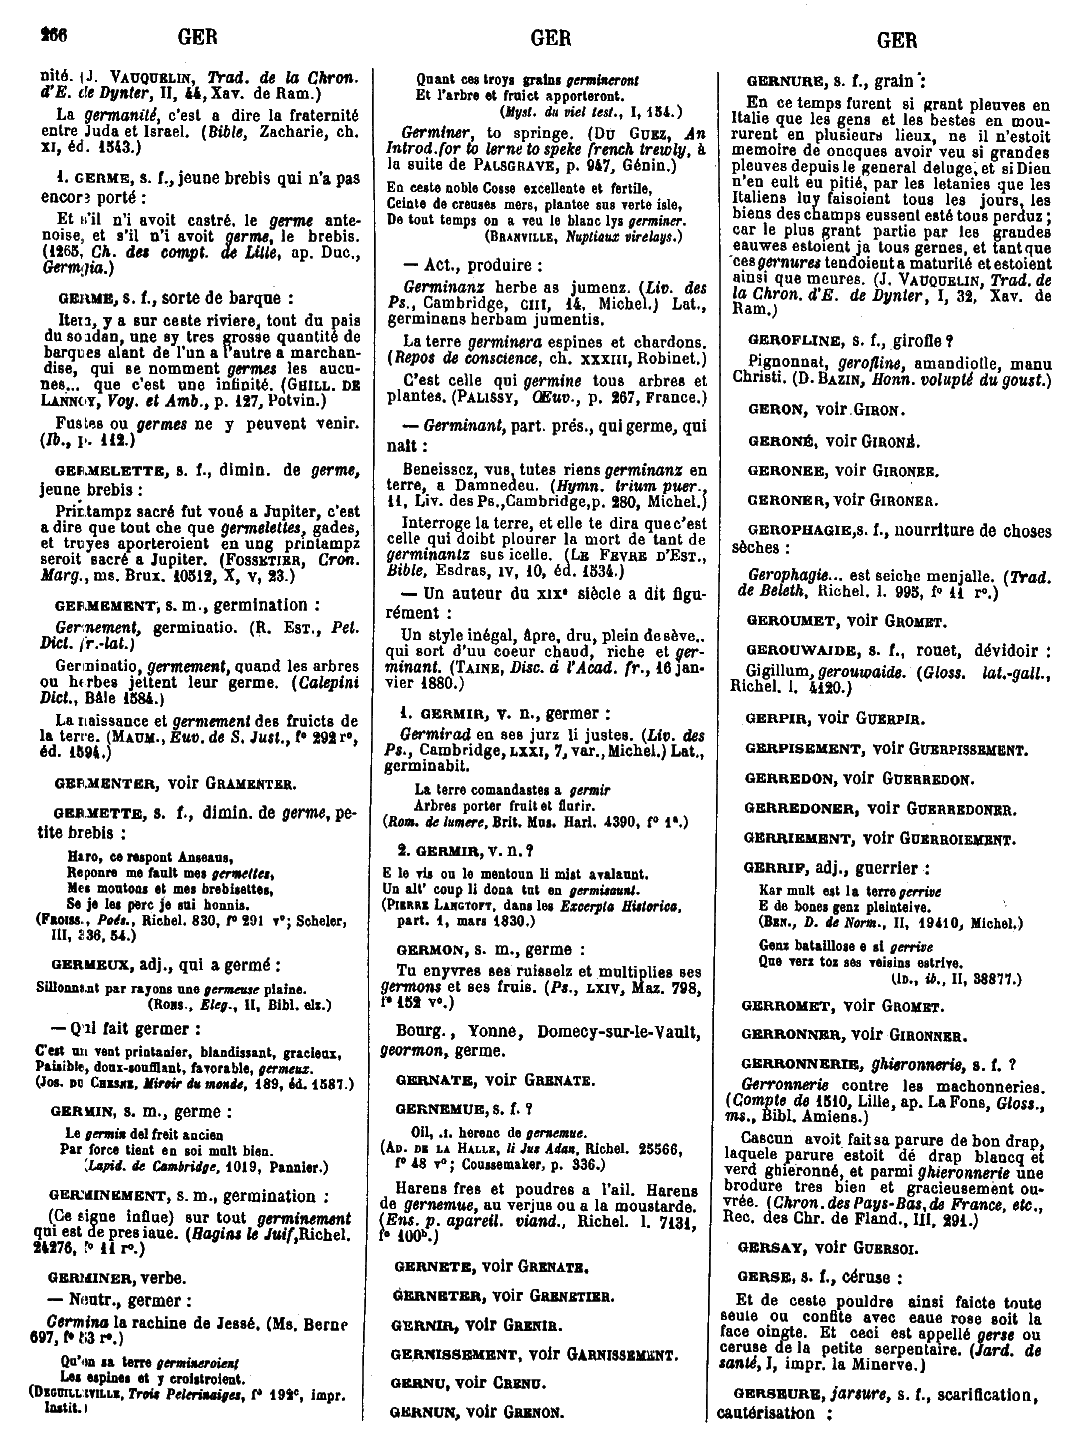 266 GER GER GER
nité. (J. VAUQUELIN, Trad. de la Chron.
d'E. de Dynter, II, 44, Xav. de Ram.)
La germanité, c'est a dire la fraternité
entre Juda et Israel. (Bible, Zacharie, ch.
XI, éd. 1543.)
1. GERME, s. f., jeune brebis qui n'a pas
encore porté :
Et s'il n'i avoit castré, le germe ante-
noise, et s'il n'i avoit germe, le brebis.
(1265, Ch. des compt. de Lille, ap. Duc.,
Germgia.)
GERME, s. f., sorte de barque :
Item, y a sur ceste riviere, tout du pais
du soudan, une sy tres grosse quantité de
barques alant de l'un a l'autre a marchan-
dise, qui se nomment germes les aucu-
nes... que c'est une infinité. (GHILL. DE
LANNOY, Voy. et Amb., p. 127, Potvin.)
Fustes ou germes ne y peuvent venir.
(Ib., p. 112.)
GERMELETTE, s. f., dimin. de germe,
jeune brebis :
Printampz sacré fut voué a Jupiter, c'est
a dire que tout che que germelettes, gades,
et truyes aporteroient en ung printampz
seroit sacré a Jupiter. (FOSSETIER, Cron.
Marg., ms. Brux. 10512, X, v, 23.)
GERMEMENT, s. m., germination :
Germement, germinatio. (R. EST., Pet.
Dict. fr.-lat.)
Germinatio, germement, quand les arbres
ou herbes jettent leur germe. (Calepini
Dict., Bâle 1584.)
La naissance et germement des fruicts de
la terre. (MAUM., Euv. de S. Just., f° 292 r°,
éd. 1594.)
GERMENTER, voir GRAMENTER.
GERMETTE, s. f., dimin. de germe, pe-
tite brebis :
Haro, ce respont Anseaus,
Reponre me fault mes germettes,
Mes moutons et mes brebisettes,
Se je les perc je sui honnis.
(FROISS., Poés., Richel. 830, f° 291 v°; Scheler,
III, 336, 54.)
GERMEUX, adj., qui a germé :
Sillonnant par rayons une germeuse plaine.
(RONS., Eleg., II, Bibl. elz.)
— Qui fait germer :
C'est un vent printanier, blandissant, gracieux,
Paisible, doux-soufflant, favorable, germeux.
(JOS. DU CHESNE, Miroir du monde, 189, éd. 1587.)
GERMIN, s. m., germe :
Le germin del freit ancien
Par force tient en soi mult bien.
(Lapid. de Cambridge, 1019, Pannier.)
GERMINEMENT, s. m., germination :
(Ce signe influe) sur tout germinement
qui est de pres iaue. (Hagins le Juif, Richel.
24276, f° 11 r°.)
GERMINER, verbe.
— Neutr., germer :
Germina la rachine de Jessé. (Ms. Berne
697, f° 53 r°.)
Qu'en sa terre germineroient
Les espines et y croistroient.
(DEGUILLEVILLE, Trois Pelerinaiges, f° 192c, impr.
Instit.)
Quant ces troys grains germineront
Et l'arbre et fruict apporteront.
(Myst. du viel test., I, 154.)
Germiner, to springe. (DU GUEZ, An
Introd. for to lerne to speke french trewly, à
la suite de PALSGRAVE, p. 947, Génin.)
En ceste noble Cosse excellente et fertile,
Ceinte de creuses mers, plantee sus verte isle,
De tout temps on a veu le blanc lys germiner.
(BRANVILLE, Nuptiaux virelays.)
— Act., produire :
Germinanz herbe as jumenz. (Liv. des
Ps., Cambridge, CIII, 14, Michel.) Lat.,
germinans herbam jumentis.
La terre germinera espines et chardons.
(Repos de conscience, ch. XXXIII, Robinet.)
C'est celle qui germine tous arbres et
plantes. (PALISSY, Œuv., p. 267, France.)
— Germinant, part. prés., qui germe, qui
naît :
Beneissez, vus, tutes riens germinanz en
terre, a Damnedeu. (Hymn. trium puer.,
11, Liv. des Ps., Cambridge, p. 280, Michel.)
Interroge la terre, et elle te dira que c'est
celle qui doibt plourer la mort de tant de
germinantz sus icelle. (LE FEVRE D'EST.,
Bible, Esdras, IV, 10, éd. 1534.)
— Un auteur du XIXe siècle a dit figu-
rément :
Un style inégal, âpre, dru, plein de sève..
qui sort d'uu coeur chaud, riche et ger-
minant. (TAINE, Disc. à l'Acad. fr., 16 jan-
vier 1880.)
1. GERMIR, v. n., germer :
Germirad en ses jurz li justes. (Liv. des
Ps., Cambridge, LXXI, 7, var., Michel.) Lat.,
germinabit.
La terre comandastes a germir
Arbres porter fruit et flurir.
(Rom. de lumere, Brit. Mus. Harl. 4390, f° 1a.)
2. GERMIR, v. n. ?
E le vis ou le mentoun li mist avalaunt.
Un alt' coup li dona tut en germisaunt.
(PIERRE LANGTOFT, dans les Excerpta Historica,
part. 1, mars 1830.)
GERMON, s. m., germe :
Tu enyvres ses ruisselz et multiplies ses
germons et ses fruis. (Ps., LXIV, Maz. 798,
f° 152 v°.)
Bourg., Yonne, Domecy-sur-le-Vault,
geormon, germe.
GERNATE, voir GRENATE.
GERNEMUE, s. f. ?
Oil, .I. herenc de gernemue.
(AD. DE LA HALLE, li Jus Adan, Richel. 25566,
f° 48 v°; Coussemaker, p. 336.)
Harens fres et poudres a l'ail. Harens
de gernemue, au verjus ou a la moustarde.
(Ens. p. apareil. viand., Richel. l. 7131,
f° 100b.)
GERNETE, voir GRENATE.
GERNETER, voir GRENETIER.
GERNIR, voir GRENIR.
GERNISSEMENT, voir GARNISSEMENT.
GERNU, voir CRENU.
GERNUN, voir GRENON.
GERNURE, s. f., grain :
En ce temps furent si grant pleuves en
Italie que les gens et les bestes en mou-
rurent en plusieurs lieux, ne il n'estoit
memoire de oncques avoir veu si grandes
pleuves depuis le general deluge, et si Dieu
n'en eult eu pitié, par les letanies que les
Italiens luy faisoient tous les jours, les
biens des champs eussent esté tous perduz ;
car le plus grant partie par les grandes
eauwes estoient ja tous gernes, et tant que
ces gernures tendoient a maturité et estoient
ainsi que meures. (J. VAUQUELIN, Trad. de
la Chron. d'E. de Dynter, I, 32, Xav. de
Ram.)
GEROFLINE, s. f., girofle ?
Pignonnat, gerofline, amandiolle, manu
Christi. (D. BAZIN, Honn. volupté du goust.)
GERON, voir GIRON.
GERONÉ, voir GIRONÉ.
GERONEE, voir GIRONEE.
GERONER, voir GIRONER.
GEROPHAGIE, s. f., nourriture de choses
sèches :
Gerophagie... est seiche menjaille. (Trad.
de Beleth, Richel. l. 995, f° 11 r°.)
GEROUMET, voir GROMET.
GEROUWAIDE, s. f., rouet, dévidoir :
Gigillum, gerouwaide. (Gloss. lat.-gall.,
Richel. l. 4120.)
GERPIR, voir GUERPIR.
GERPISEMENT, voir GUERPISSEMENT.
GERREDON, voir GUERREDON.
GERREDONER, voir GUERREDONER.
GERRIEMENT, voir GUERROIEMENT.
GERRIF, adj., guerrier :
Kar mult est la terre gerrive
E de bones genz pleinteive.
(BEN., D. de Norm., II, 19410, Michel.)
Genz bataillose e si gerrive
Que vers toz ses veisins estrive.
(ID., ib., II, 38877.)
GERROMET, voir GROMET.
GERRONNER, voir GIRONNER.
GERRONNERIE, ghieronnerie, s. f. ?
Gerronnerie contre les machonneries.
(Compte de 1510, Lille, ap. La Fons, Gloss.,
ms., Bibl. Amiens.)
Cascun avoit fait sa parure de bon drap,
laquele parure estoit dé drap blancq et
verd ghieronné, et parmi ghieronnerie une
brodure tres bien et gracieusement ou-
vrée. (Chron. des Pays-Bas, de France, etc.,
Rec. des Chr. de Fland., III, 291.)
GERSAY, voir GUERSOI.
GERSE, s. f., céruse :
Et de ceste pouldre ainsi faicte toute
seule ou confite avec eaue rose soit la
face oingte. Et ceci est appellé gerse ou
ceruse de la petite serpentaire. (Jard. de
santé, I, impr. la Minerve.)
GERSEURE, jarsure, s. f., scarification,
cautérisation :